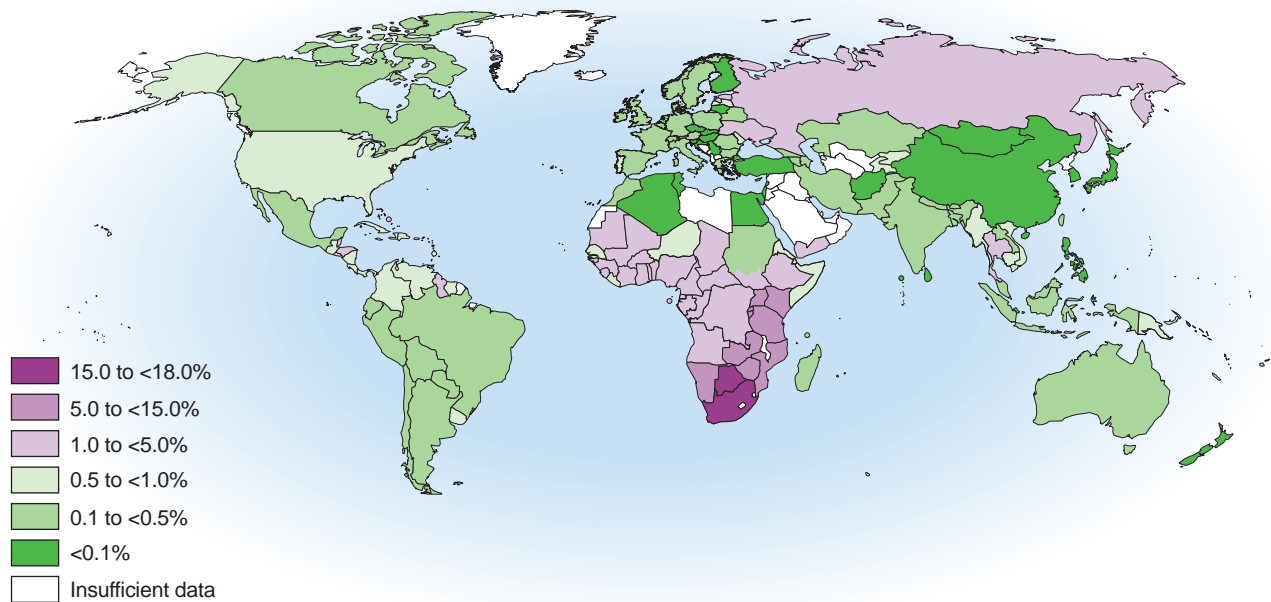 15.0 to <18.0%
5.0 to <15.0%
1.0 to <5.0%
0.5 to <1.0%
0.1 to <0.5%
<0.1%
Insufficient data